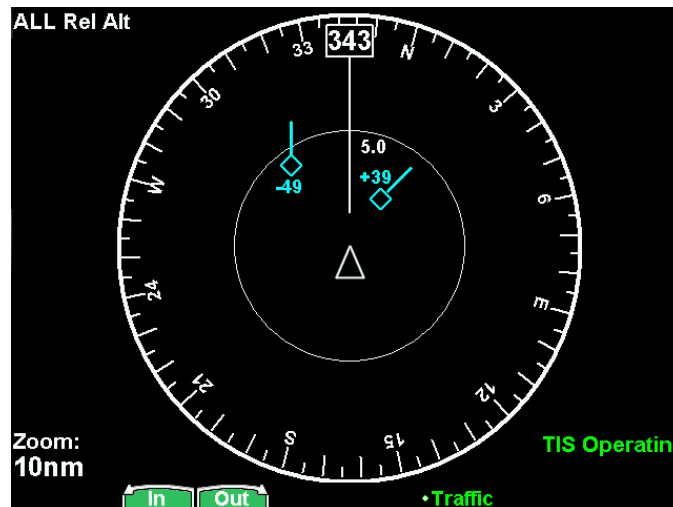 ALL Rel Alt
343
33
N
30
3
5.0
+39
-49
W
6
24
E
21
12
S
15
Zoom:
10nm
TIS Operatin
In
Out
Traffic